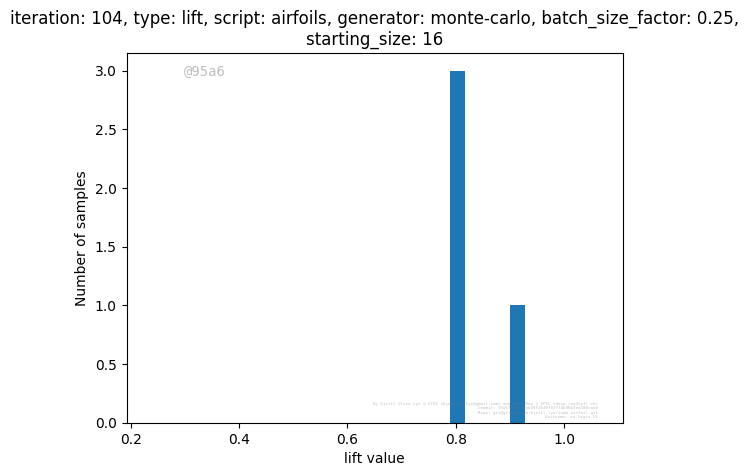 iteration: 104, type: lift, script: airfoils, generator: monte-carlo, batch_size_factor: 0.25,
starting_size: 16
@95a6
3.0
2.5
2.0
1.5
1.0
0.5
0.0
Number of samples
0.2 0.4 0.6 0.8 1.0
lift value